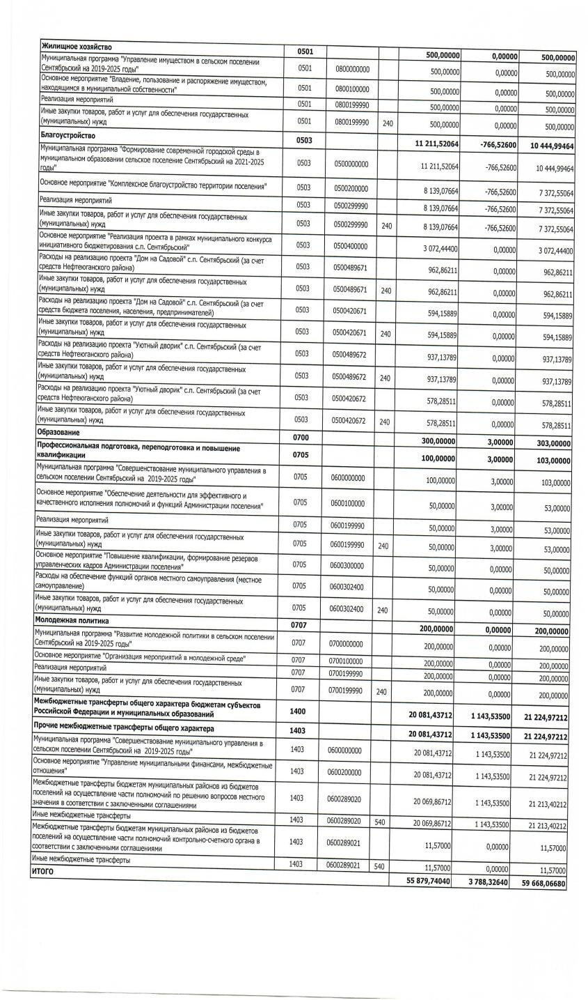 Жилищное хозяйство 0501 500,00000 0,00000 500,00000
Муниципальная программа "Управление имуществом в сельском поселении
Сентябрьский на 2019-2025 годы" 0501 0800000000 500,00000 0,00000 500,00000
Основное мероприятие "Владение, пользование и распоряжение имуществом,
находящимся в муниципальной собственности" 0501 0800100000 500,00000 0,00000 500,00000
Реализация мероприятий 0501 0800199990 500,00000 0,00000 500,00000
Иные закупки товаров, работ и услуг для обеспечения государственных
(муниципальных) нужд 0501 0800199990 240 500,00000 0,00000 500,00000
Благоустройство 0503 11 211,52064 -766,52600 10 444,99464
Муниципальная программа "Формирование современной городской среды в
муниципальном образовании сельское поселение Сентябрьский на 2021-2025
годы" 0503 0500000000 11 211,52064 -766,52600 10 444,99464
Основное мероприятие "Комплексное благоустройство территории поселения" 0503 0500200000 8 139,07664 -766,52600 7 372,55064
Реализация мероприятий 0503 0500299990 8 139,07664 -766,52600 7 372,55064
Иные закупки товаров, работ и услуг для обеспечения государственных
(муниципальных) нужд 0503 0500299990 240 8 139,07664 -766,52600 7 372,55064
Основное мероприятие "Реализация проекта в рамках муниципального конкурса
инициативного бюджетирования с.п. Сентябрьский" 0503 0500400000 3 072,44400 0,00000 3 072,44400
Расходы на реализацию проекта "Дом на Садовой" с.п. Сентябрьский (за счет
средств Нефтеюганского района) 0503 0500489671 962,86211 0,00000 962,86211
Иные закупки товаров, работ и услуг для обеспечения государственных
(муниципальных) нужд 0503 0500489671 240 962,86211 0,00000 962,86211
Расходы на реализацию проекта "Дом на Садовой" с.п. Сентябрьский (за счет
средств бюджета поселения, населения, предпринимателей) 0503 0500420671 594,15889 0,00000 594,15889
Иные закупки товаров, работ и услуг для обеспечения государственных
(муниципальных) нужд 0503 0500420671 240 594,15889 0,00000 594,15889
Расходы на реализацию проекта "Уютный дворик" с.п. Сентябрьский (за счет
средств Нефтеюганского района) 0503 0500489672 937,13789 0,00000 937,13789
Иные закупки товаров, работ и услуг для обеспечения государственных
(муниципальных) нужд 0503 0500489672 240 937,13789 0,00000 937,13789
Расходы на реализацию проекта "Уютный дворик" с.п. Сентябрьский (за счет
средств Нефтеюганского района) 0503 0500420672 578,28511 0,00000 578,28511
Иные закупки товаров, работ и услуг для обеспечения государственных
(муниципальных) нужд 0503 0500420672 240 578,28511 0,00000 578,28511
Образование 0700 300,00000 3,00000 303,00000
Профессиональная подготовка, переподготовка и повышение
квалификации 0705 100,00000 3,00000 103,00000
Муниципальная программа "Совершенствование муниципального управления в
сельском поселении Сентябрьский на 2019-2025 годы" 0705 0600000000 100,00000 3,00000 103,00000
Основное мероприятие "Обеспечение деятельности для эффективного и
качественного исполнения полномочий и функций Администрации поселения" 0705 0600100000 50,00000 3,00000 53,00000
Реализация мероприятий 0705 0600199990 50,00000 3,00000 53,00000
Иные закупки товаров, работ и услуг для обеспечения государственных
(муниципальных) нужд 0705 0600199990 240 50,00000 3,00000 53,00000
Основное мероприятие "Повышение квалификации, формирование резервов
управленческих кадров Администрации поселения" 0705 0600300000 50,00000 0,00000 50,00000
Расходы на обеспечение функций органов местного самоуправления (местное
самоуправление) 0705 0600302400 50,00000 0,00000 50,00000
Иные закупки товаров, работ и услуг для обеспечения государственных
(муниципальных) нужд 0705 0600302400 240 50,00000 0,00000 50,00000
Молодежная политика 0707 200,00000 0,00000 200,00000
Муниципальная программа "Развитие молодежной политики в сельском поселении
Сентябрьский на 2019-2025 годы" 0707 0700000000 200,00000 0,00000 200,00000
Основное мероприятие "Организация мероприятий в молодежной среде" 0707 0700100000 200,00000 0,00000 200,00000
Реализация мероприятий 0707 0700199990 200,00000 0,00000 200,00000
Иные закупки товаров, работ и услуг для обеспечения государственных
(муниципальных) нужд 0707 0700199990 240 200,00000 0,00000 200,00000
Межбюджетные трансферты общего характера бюджетам субъектов
Российской Федерации и муниципальных образований 1400 20 081,43712 1 143,53500 21 224,97212
Прочие межбюджетные трансферты общего характера 1403 20 081,43712 1 143,53500 21 224,97212
Муниципальная программа "Совершенствование муниципального управления в
сельском поселении Сентябрьский на 2019-2025 годы" 1403 0600000000 20 081,43712 1 143,53500 21 224,97212
Основное мероприятие "Управление муниципальными финансами, межбюджетные
отношения" 1403 0600200000 20 081,43712 1 143,53500 21 224,97212
Межбюджетные трансферты бюджетам муниципальных районов из бюджетов
поселений на осуществление части полномочий по решению вопросов местного
значения в соответствии с заключенными соглашениями 1403 0600289020 20 069,86712 1 143,53500 21 213,40212
Иные межбюджетные трансферты 1403 0600289020 540 20 069,86712 1 143,53500 21 213,40212
Межбюджетные трансферты бюджетам муниципальных районов из бюджетов
поселений на осуществление части полномочий контрольно-счетного органа в
соответствии с заключенными соглашениями 1403 0600289021 11,57000 0,00000 11,57000
Иные межбюджетные трансферты 1403 0600289021 540 11,57000 0,00000 11,57000
ИТОГО 55 879,74040 3 788,32640 59 668,06680